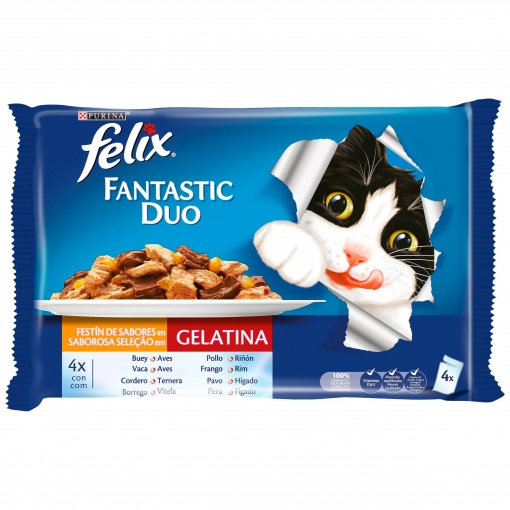 PURINA
felix
FANTASTIC
DUO
FESTÍN DE SABORES en
SABOROSA SELEÇÃO em
GELATINA
4x
con
com
Buey Aves
Vaca Aves
Cordero Ternera
Borrego Vitela
Pollo Riñón
Frango Rim
Pavo Hígado
Peru Fígado
100%
4x